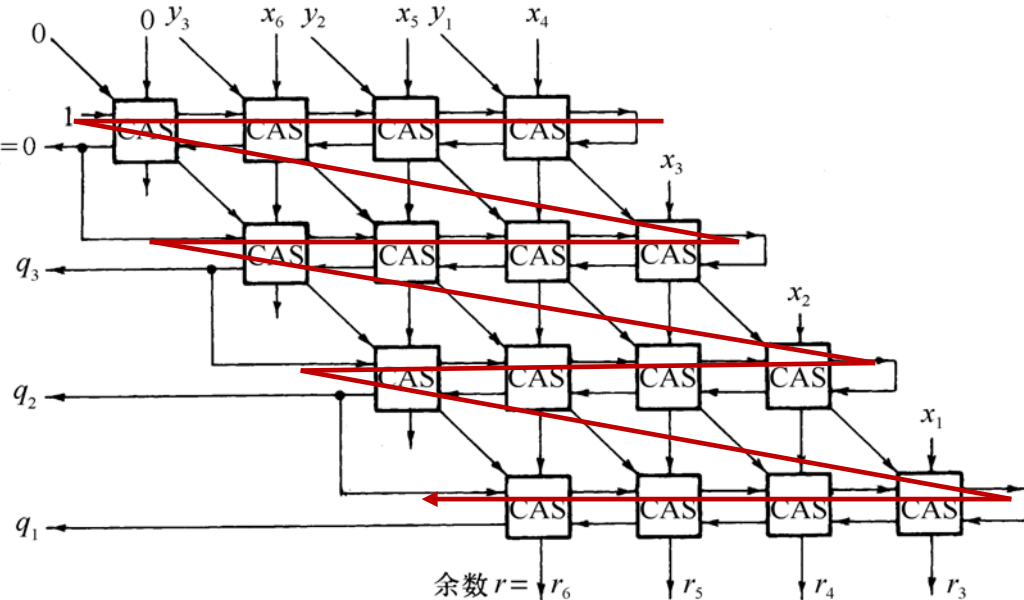 0 0 y₃ x₆ y₂ x₅ y₁ x₄
1 CAS CAS CAS CAS
=0
x₃
CAS CAS CAS CAS
q₃
x₂
CAS CAS CAS CAS
q₂
x₁
CAS CAS CAS CAS
q₁
余数 r= r₆ r₅ r₄ r₃